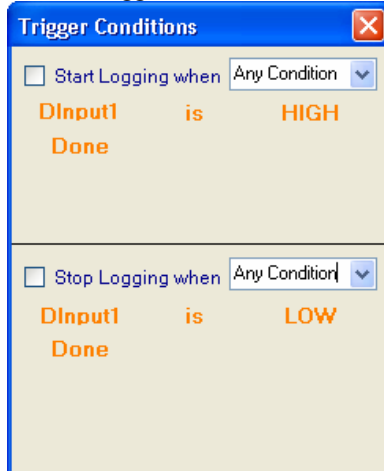 Trigger Conditions
Start Logging when Any Condition
DInput1 is HIGH
Done
Stop Logging when Any Condition
DInput1 is LOW
Done